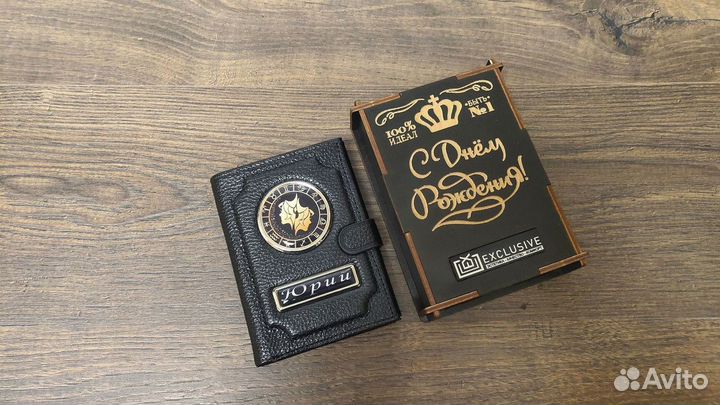 Юрий
100%
ИДЕАЛ
•БЫТЬ•
№1
С Днём
Рождения!
EXCLUSIVE
Avito